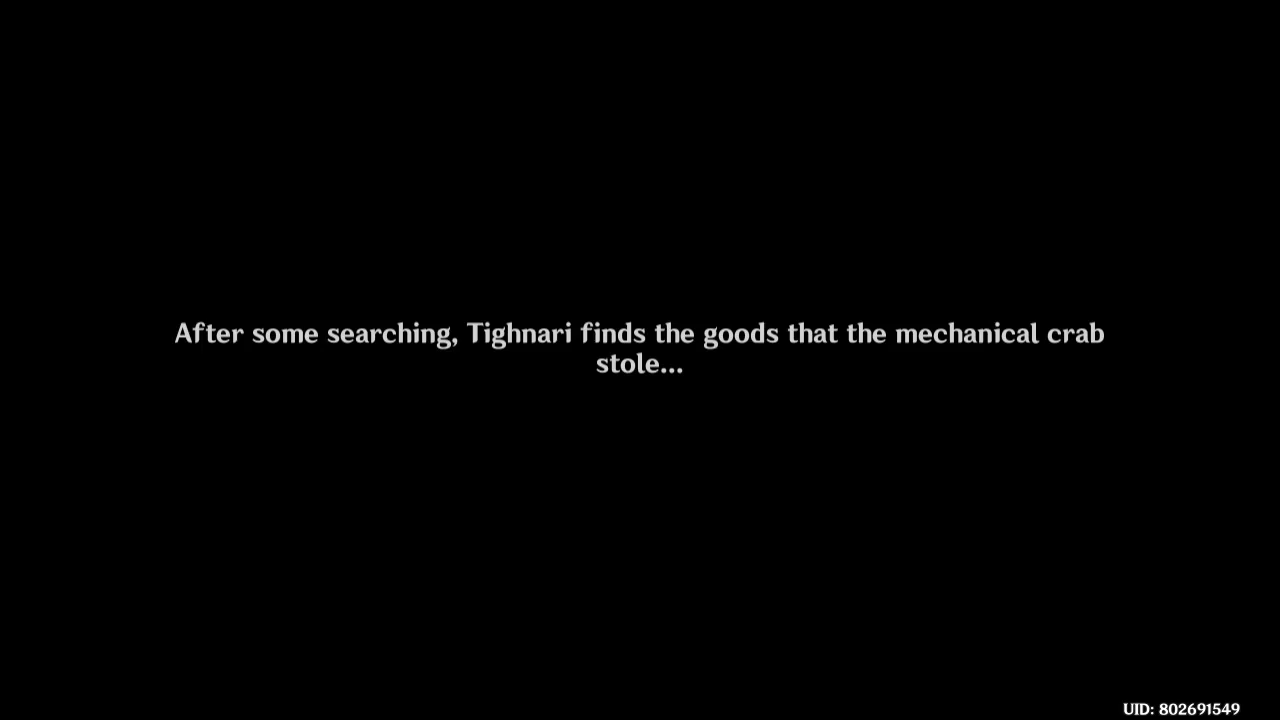 After some searching, Tighnari finds the goods that the mechanical crab
stole...
UID: 802691549